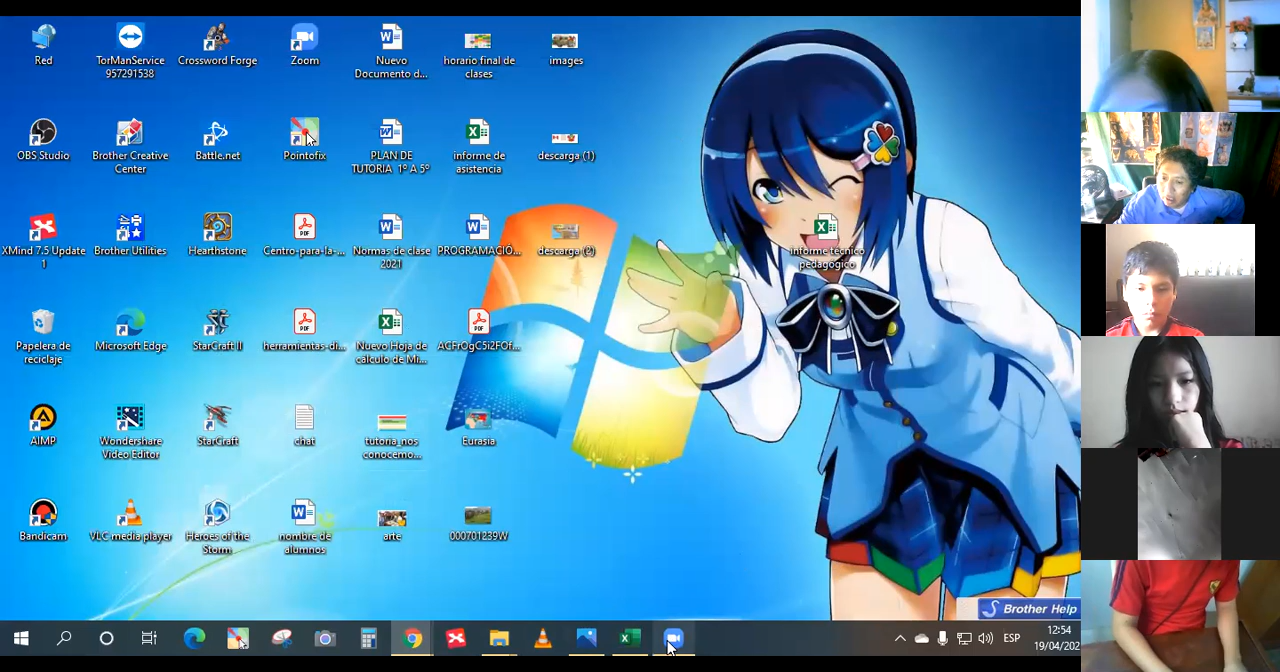 Red
TorManService
957291538
Crossword Forge
Zoom
Nuevo
Documento d...
horario final de
clases
images
OBS Studio
Brother Creative
Center
Battle.net
Pointofix
PLAN DE
TUTORIA 1° A 5°
informe de
asistencia
descarga (1)
XMind 7.5 Update
1
Brother Utilities
Hearthstone
Centro-para-la-...
Normas de clase
2021
PROGRAMACIÓ...
descarga (2)
informe tecnico
pedagogico
Papelera de
reciclaje
Microsoft Edge
StarCraft II
herramientas-di...
Nuevo Hoja de
cálculo de Mi...
ACFrOgC5i2FOf...
AIMP
Wondershare
Video Editor
StarCraft
chat
tutoria_nos
conocemo...
Eurasia
Bandicam
VLC media player
Heroes of the
Storm
nombre de
alumnos
arte
000701239W
Brother Help
ESP
12:54
19/04/202